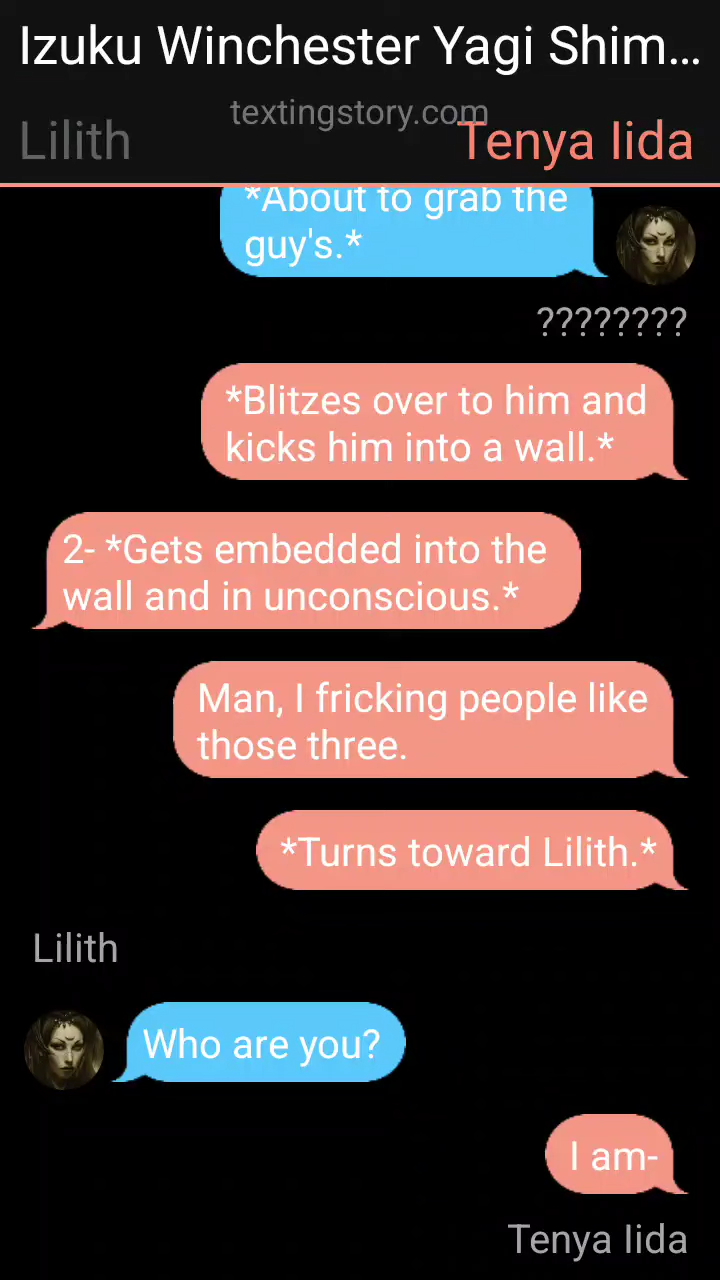 Izuku Winchester Yagi Shim...
textingstory.com
Lilith
Tenya Iida
*About to grab the
guy's.*
????????
*Blitzes over to him and
kicks him into a wall.*
2- *Gets embedded into the
wall and in unconscious.*
Man, I fricking people like
those three.
*Turns toward Lilith.*
Lilith
Who are you?
I am-
Tenya Iida